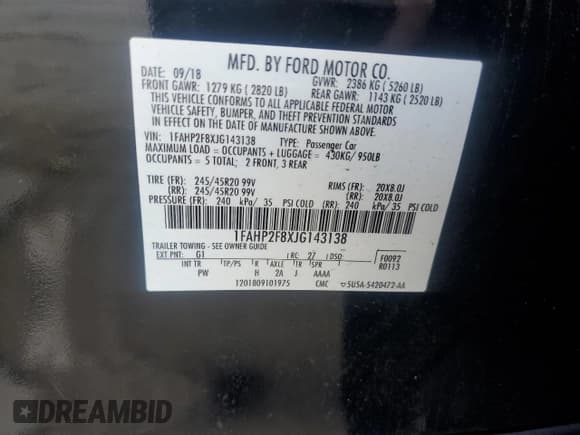 MFD. BY FORD MOTOR CO.
DATE: 09/18 GVWR: 2386 KG ( 5260 LB)
FRONT GAWR: 1279 KG ( 2820 LB) REAR GAWR: 1143 KG ( 2520 LB)
THIS VEHICLE CONFORMS TO ALL APPLICABLE FEDERAL MOTOR
VEHICLE SAFETY, BUMPER, AND THEFT PREVENTION STANDARDS
IN EFFECT ON THE DATE OF MANUFACTURE SHOWN ABOVE.
VIN: 1FAHP2F8XJG143138 TYPE: Passenger Car
MAXIMUM LOAD = OCCUPANTS + LUGGAGE = 430KG/ 950LB
OCCUPANTS = 5 TOTAL; 2 FRONT, 3 REAR
TIRE (FR): 245/45R20 99V RIMS (FR): 20X8.0J
(RR): 245/45R20 99V (RR): 20X8.0J
PRESSURE (FR): 240 kPa/ 35 PSI COLD (RR): 240 kPa/ 35 PSI COLD
1FAHP2F8XJG143138
TRAILER TOWING - SEE OWNER GUIDE
EXT PNT: G1 RC: 27 DSO: F0092
INT TR TP/PS R AXLE TR SPR R0113
PW H 2A J AAAA
1201809101975 CMC ▽5U5A-5420472-AA
DREAMBID